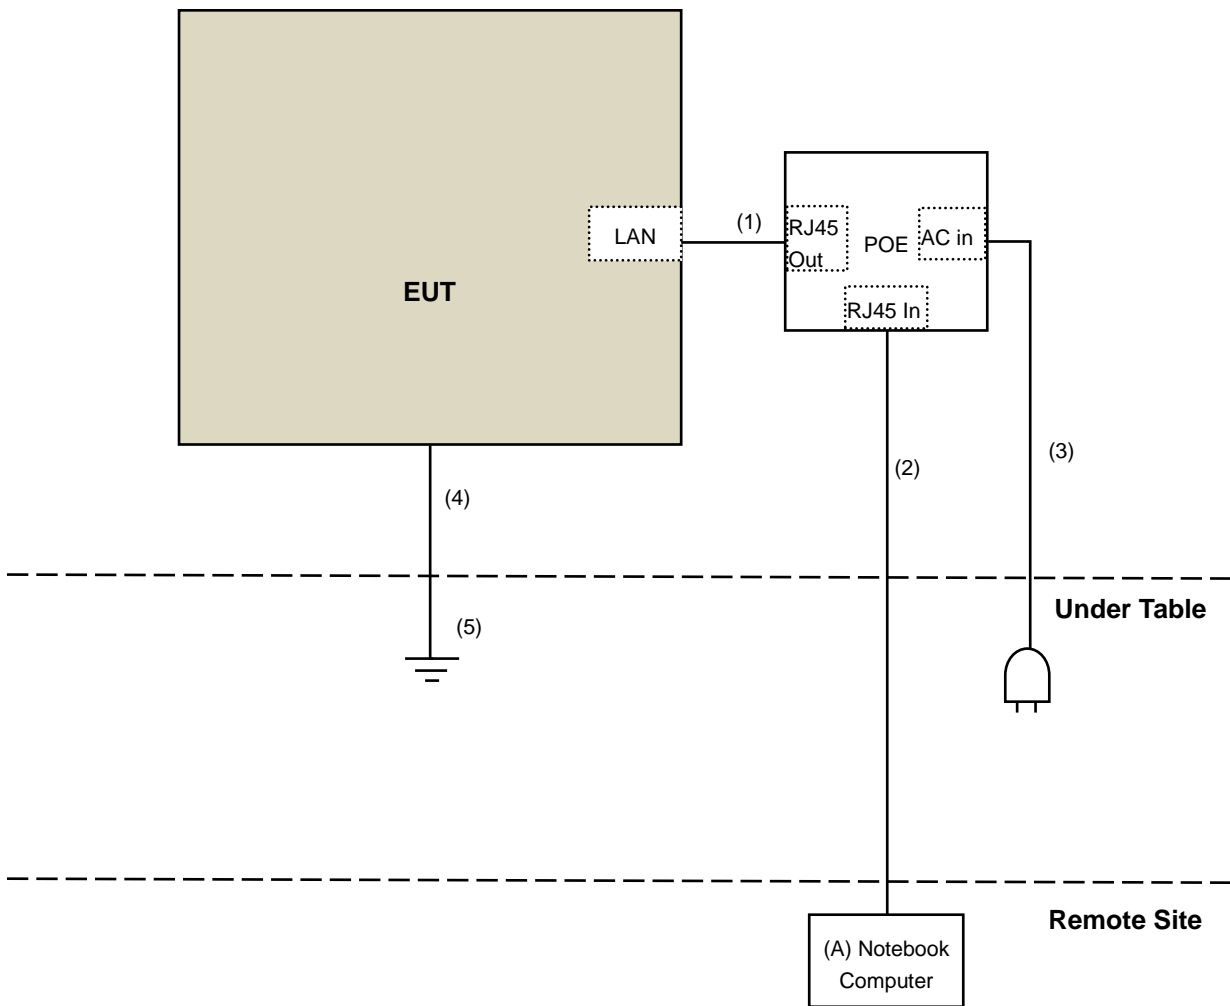 LAN
(1)
RJ45
Out
POE
AC in
EUT
RJ45 In
(2)
(3)
(4)
Under Table
(5)
Remote Site
(A) Notebook
Computer